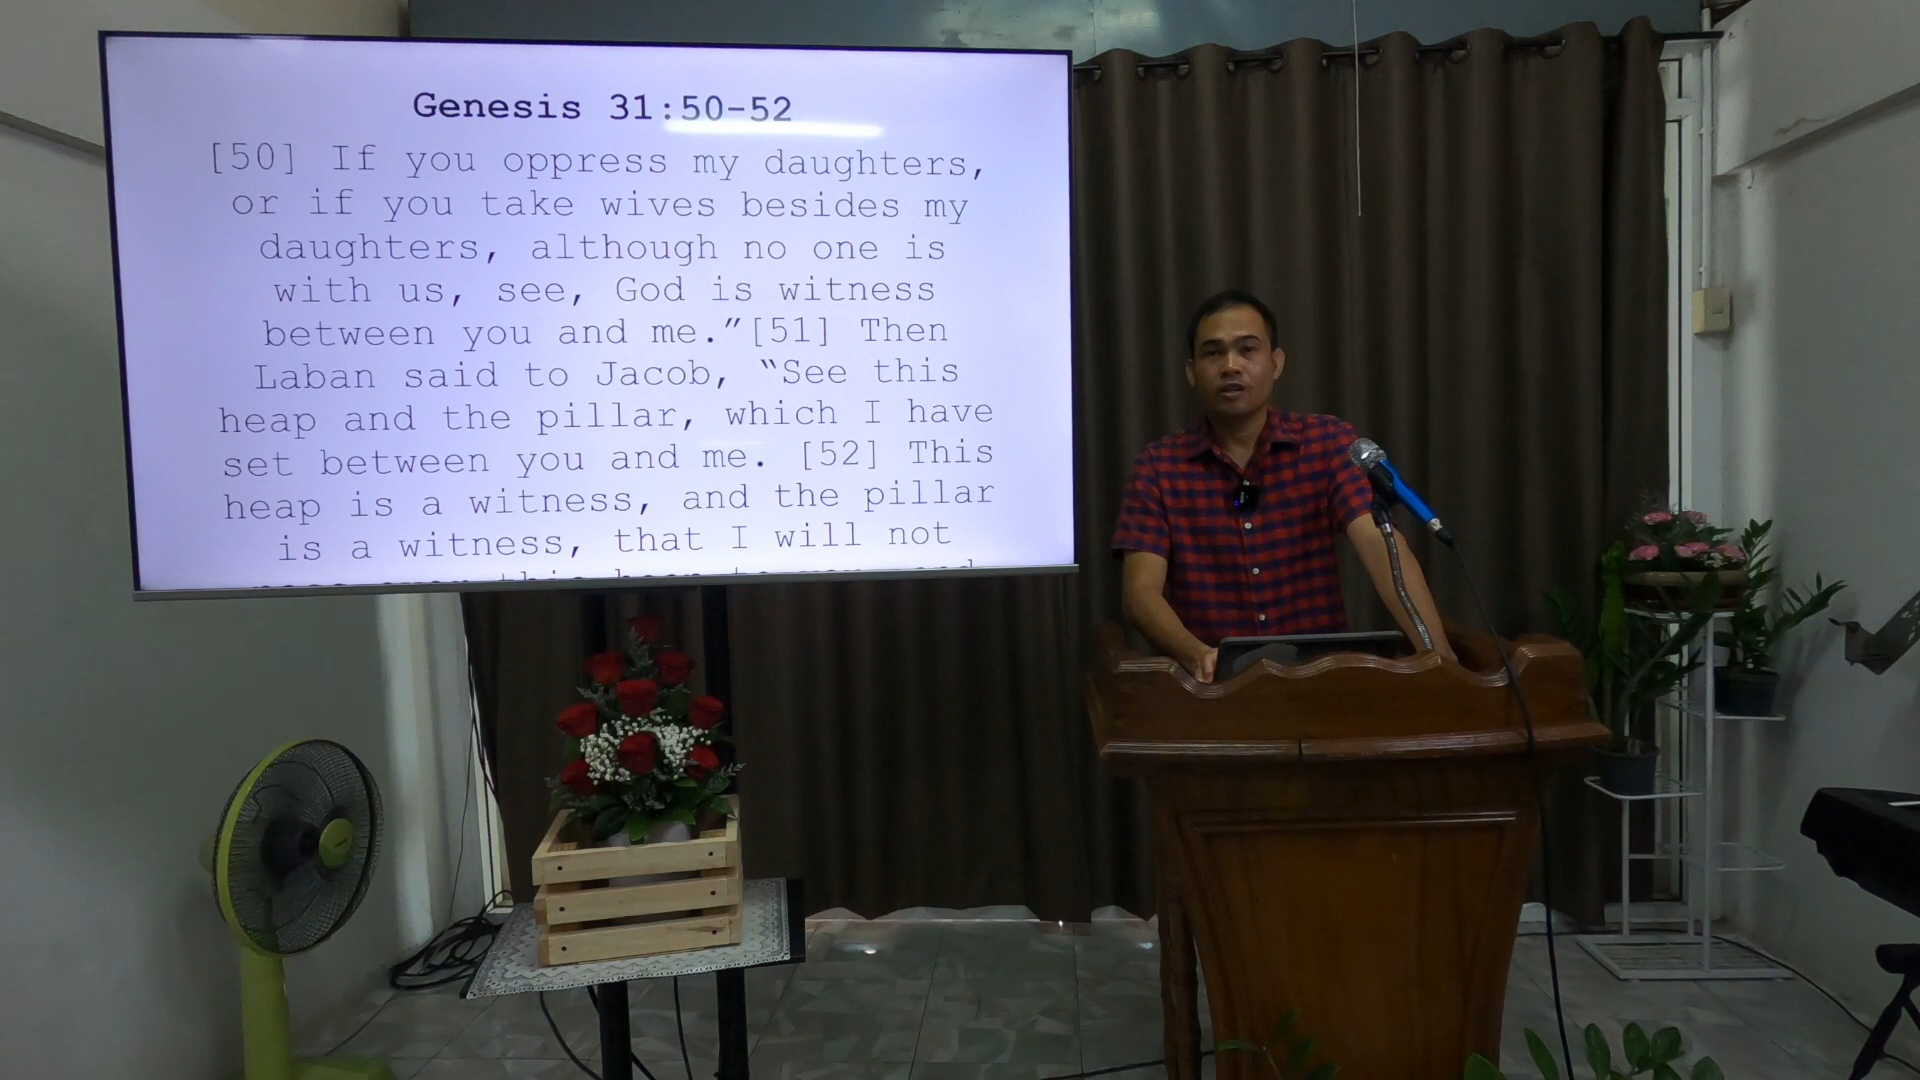 Genesis 31:50-52
[50] If you oppress my daughters,
or if you take wives besides my
daughters, although no one is
with us, see, God is witness
between you and me.”[51] Then
Laban said to Jacob, “See this
heap and the pillar, which I have
set between you and me. [52] This
heap is a witness, and the pillar
is a witness, that I will not